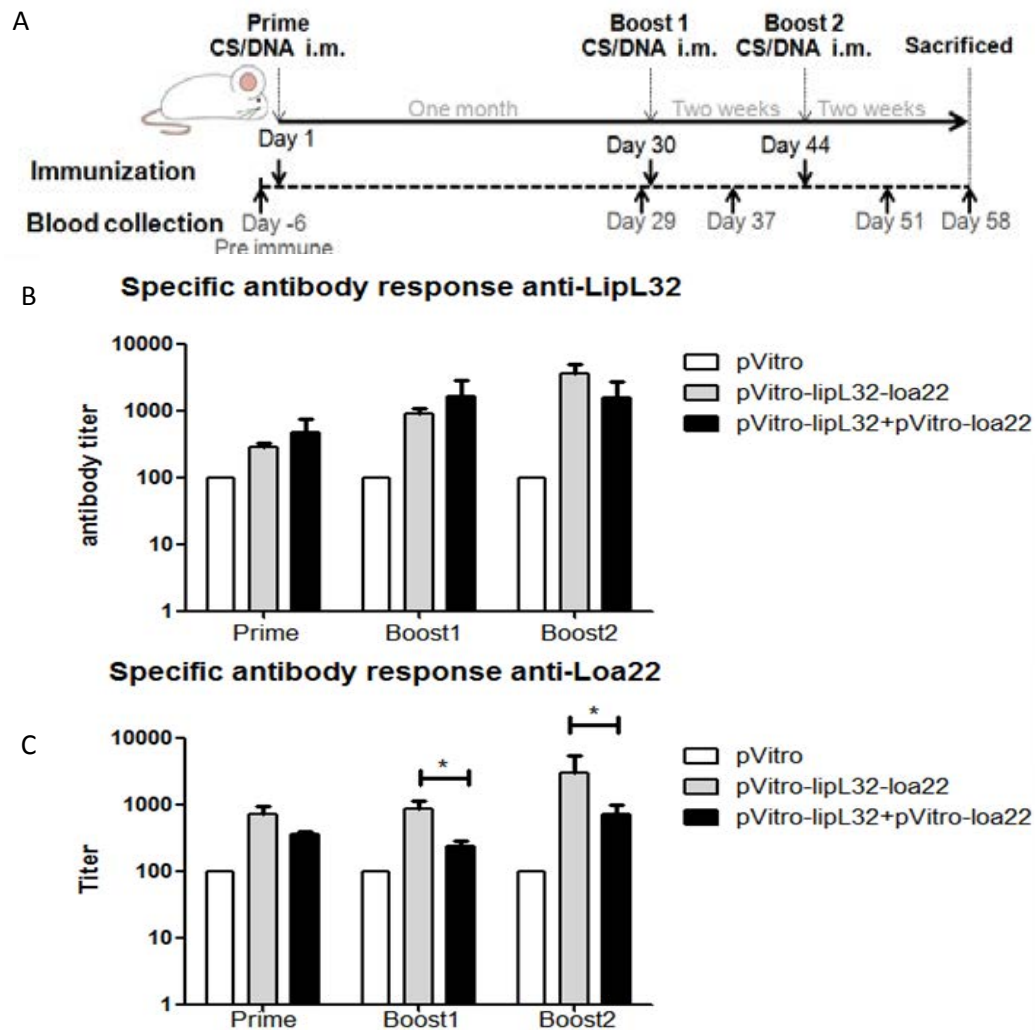 A
Prime Boost 1 Boost 2
CS/DNA i.m. CS/DNA i.m. CS/DNA i.m. Sacrificed
One month Two weeks Two weeks
Day 1 Day 30 Day 44
Immunization
Blood collection Day -6 Day 29 Day 37 Day 51 Day 58
Pre immune
B
Specific antibody response anti-LipL32
antibody titer
10000
1000
100
10
1
Prime Boost1 Boost2
pVitro
pVitro-lipL32-loa22
pVitro-lipL32+pVitro-loa22
Specific antibody response anti-Loa22
C
Titer
10000
1000
100
10
1
* *
Prime Boost1 Boost2
pVitro
pVitro-lipL32-loa22
pVitro-lipL32+pVitro-loa22